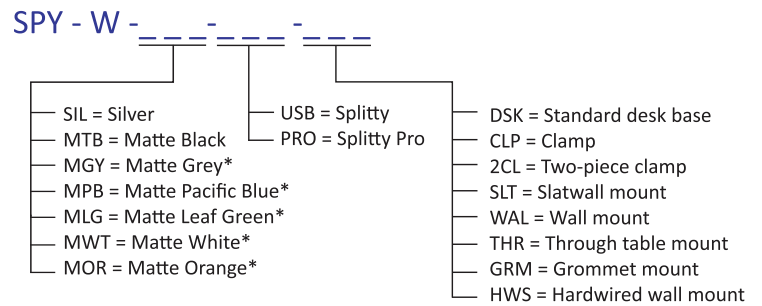 SPY - W - _ _ _ - _ _ _ - _ _ _
SIL = Silver
MTB = Matte Black
MGY = Matte Grey*
MPB = Matte Pacific Blue*
MLG = Matte Leaf Green*
MWT = Matte White*
MOR = Matte Orange*
USB = Splitty
PRO = Splitty Pro
DSK = Standard desk base
CLP = Clamp
2CL = Two-piece clamp
SLT = Slatwall mount
WAL = Wall mount
THR = Through table mount
GRM = Grommet mount
HWS = Hardwired wall mount